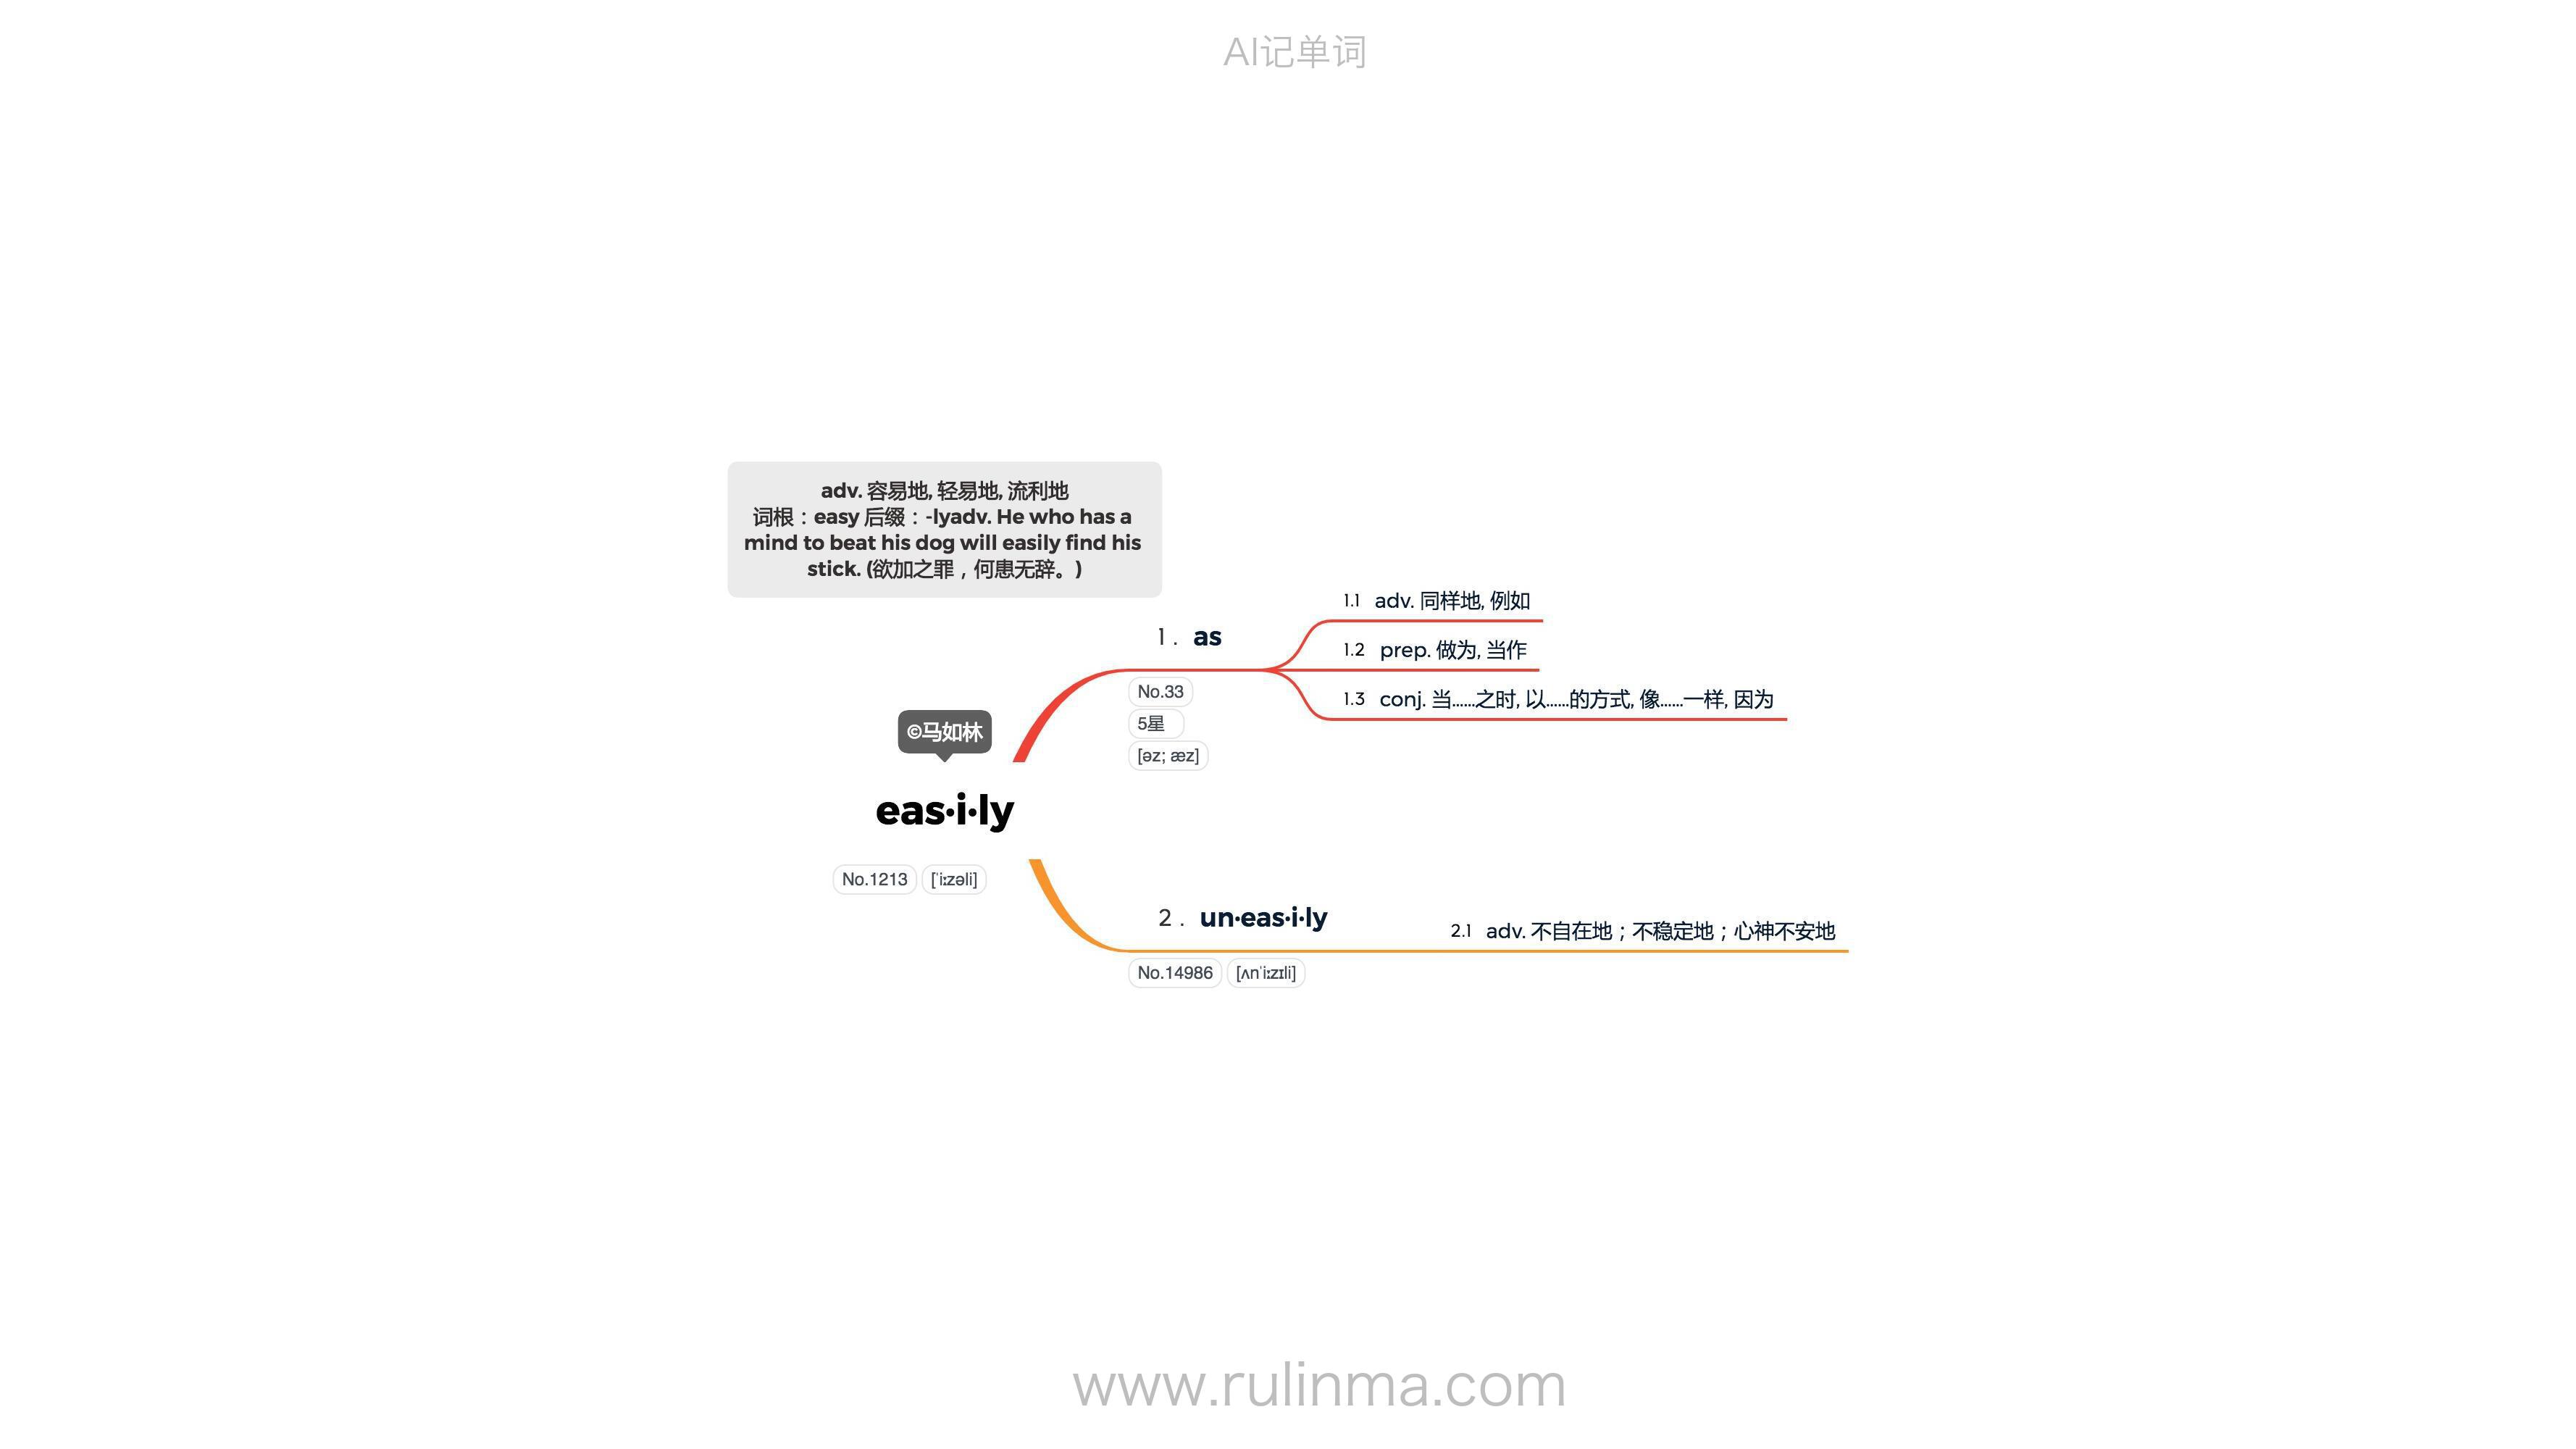 AI记单词
adv. 容易地, 轻易地, 流利地
词根：easy 后缀：-lyadv. He who has a
mind to beat his dog will easily find his
stick. (欲加之罪，何患无辞。)
©马如林
eas·i·ly
No.1213 [ˈiːzəli]
1. as
No.33
5星
[əz; æz]
1.1 adv. 同样地, 例如
1.2 prep. 做为, 当作
1.3 conj. 当……之时, 以……的方式, 像……一样, 因为
2. un·eas·i·ly
No.14986 [ʌnˈiːzɪli]
2.1 adv. 不自在地；不稳定地；心神不安地
www.rulinma.com